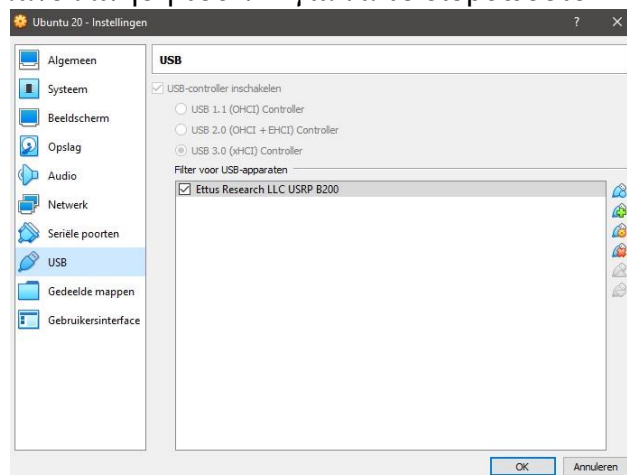 Ubuntu 20 - Instellingen
?
Algemeen
Systeem
Beeldscherm
Opslag
Audio
Netwerk
Seriële poorten
USB
Gedeelde mappen
Gebruikersinterface
USB
USB-controller inschakelen
USB 1.1 (OHCI) Controller
USB 2.0 (OHCI + EHCI) Controller
USB 3.0 (xHCI) Controller
Filter voor USB-apparaten
Ettus Research LLC USRP B200
OK
Annuleren